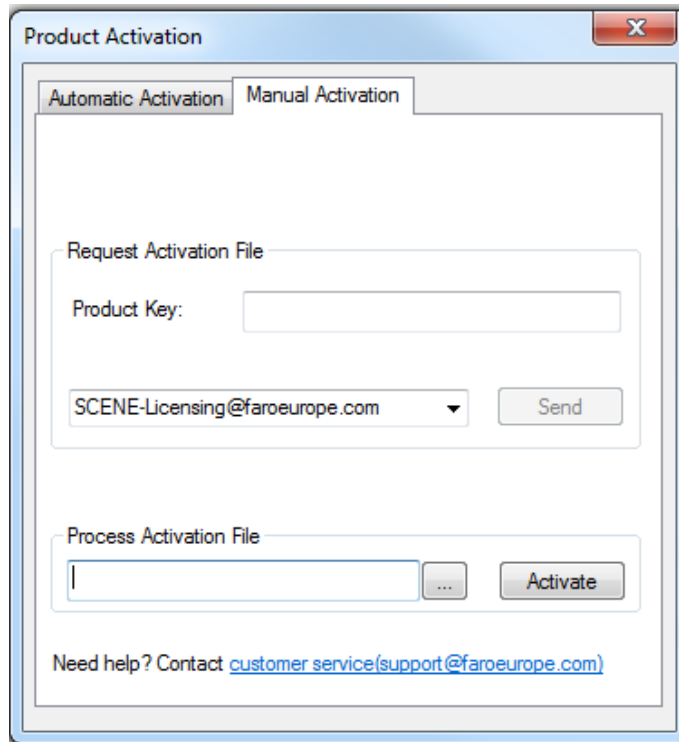 Product Activation
Automatic Activation
Manual Activation
Request Activation File
Product Key:
SCENE-Licensing@faroeurope.com
Send
Process Activation File
...
Activate
Need help? Contact customer service(support@faroeurope.com)